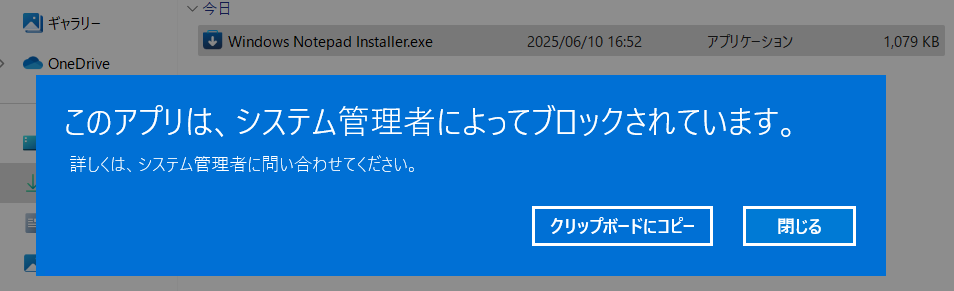 ギャラリー
今日
Windows Notepad Installer.exe 2025/06/10 16:52 アプリケーション 1,079 KB
OneDrive
このアプリは、システム管理者によってブロックされています。
詳しくは、システム管理者に問い合わせてください。
クリップボードにコピー
閉じる